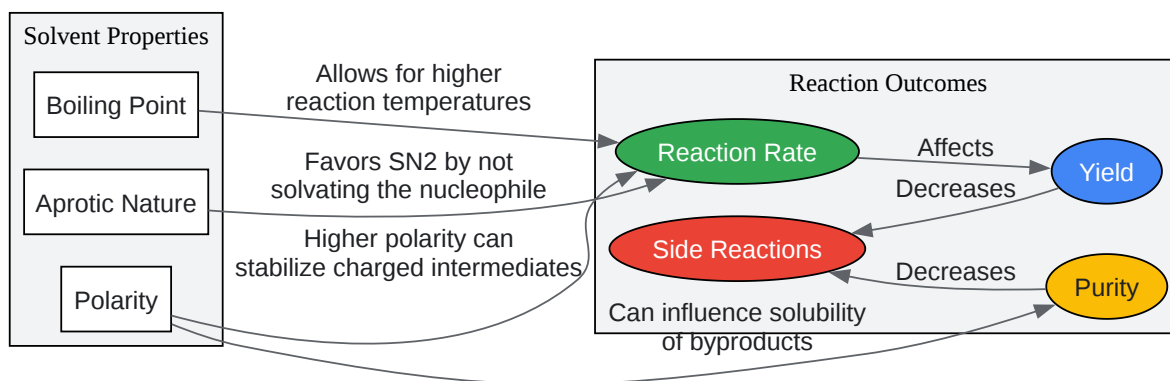 Solvent Properties
Boiling Point
Aprotic Nature
Polarity
Allows for higher
reaction temperatures
Favors SN2 by not
solvating the nucleophile
Higher polarity can
stabilize charged intermediates
Reaction Outcomes
Reaction Rate
Affects
Yield
Decreases
Side Reactions
Decreases
Purity
Can influence solubility
of byproducts